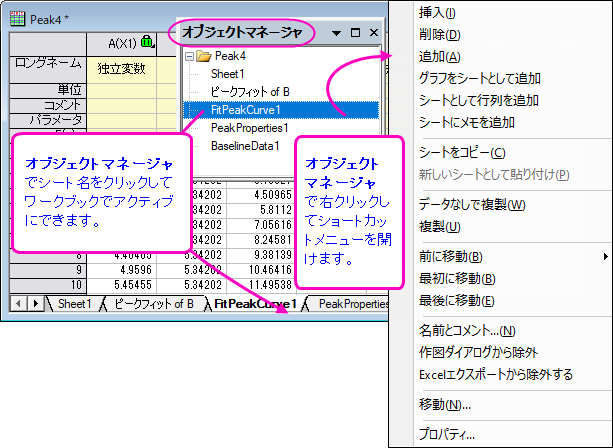 Peak4 *
A(X1)
ロングネーム
独立変数
単位
コメント
パラメータ
オブジェクトマネージャ
Peak4
Sheet1
ピークフィット of B
FitPeakCurve1
PeakProperties1
BaselineData1
オブジェクトマネージャ
でシート名をクリックして
ワークブックでアクティブ
にできます。
オブジェクト
マネージャ
で右クリックし
てショートカッ
トメニューを開
けます。
5.34202 4.50965
5.34202 5.8112
5.34202 7.05616
5.34202 8.24581
8 4.46405 5.34202 9.38139
9 4.9596 5.34202 10.46416
10 5.45455 5.34202 11.49538
Sheet1
ピークフィット of B
FitPeakCurve1
PeakProperties
挿入(I)
削除(D)
追加(A)
グラフをシートとして追加
シートとして行列を追加
シートにメモを追加
シートをコピー(C)
新しいシートとして貼り付け(P)
データなしで複製(W)
複製(U)
前に移動(B)
最初に移動(B)
最後に移動(E)
名前とコメント...(N)
作図ダイアログから除外
Excelエクスポートから除外する
移動(N)...
プロパティ...